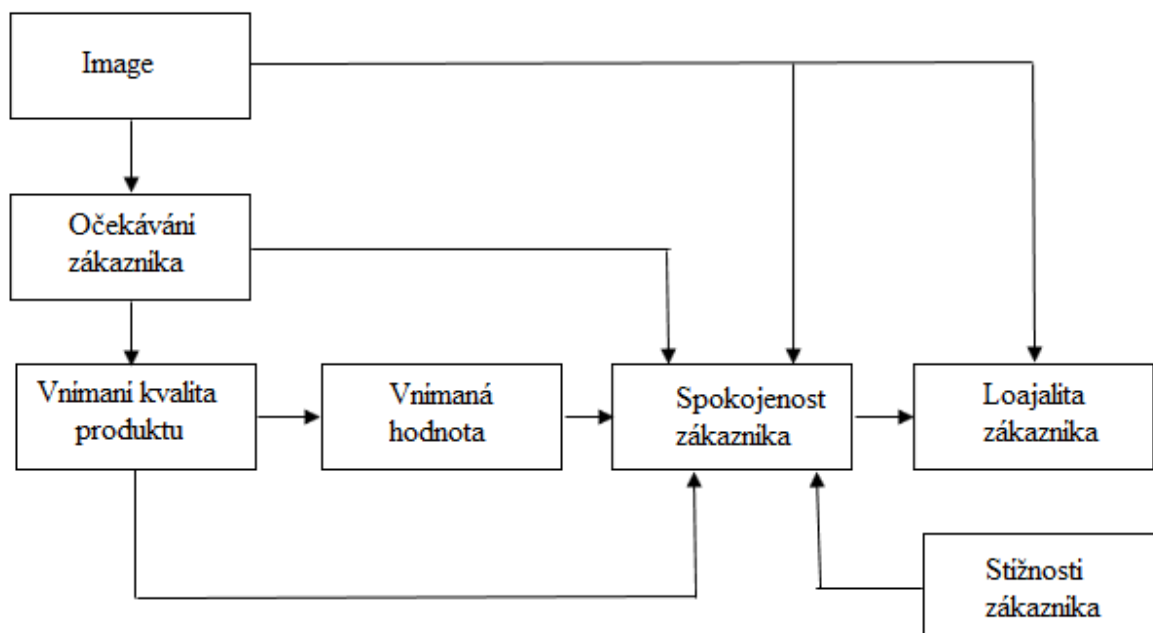 Image
Očekávání
zákazníka
Vnímaní kvalita
produktu
Vnímaná
hodnota
Spokojenost
zákazníka
Loajalita
zákazníka
Stížnosti
zákazníka